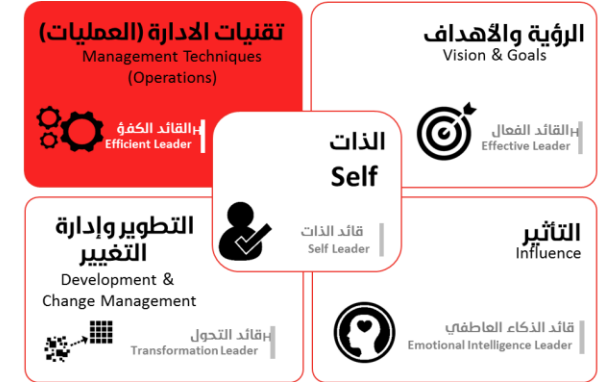 تقنيات الادارة (العمليات)
Management Techniques
(Operations)
القائد الكفؤ
Efficient Leader
الرؤية والأهداف
Vision & Goals
القائد الفعال
Effective Leader
الذات
Self
قائد الذات
Self Leader
التطوير وإدارة
التغيير
Development &
Change Management
قائد التحول
Transformation Leader
التأثير
Influence
قائد الذكاء العاطفي
Emotional Intelligence Leader